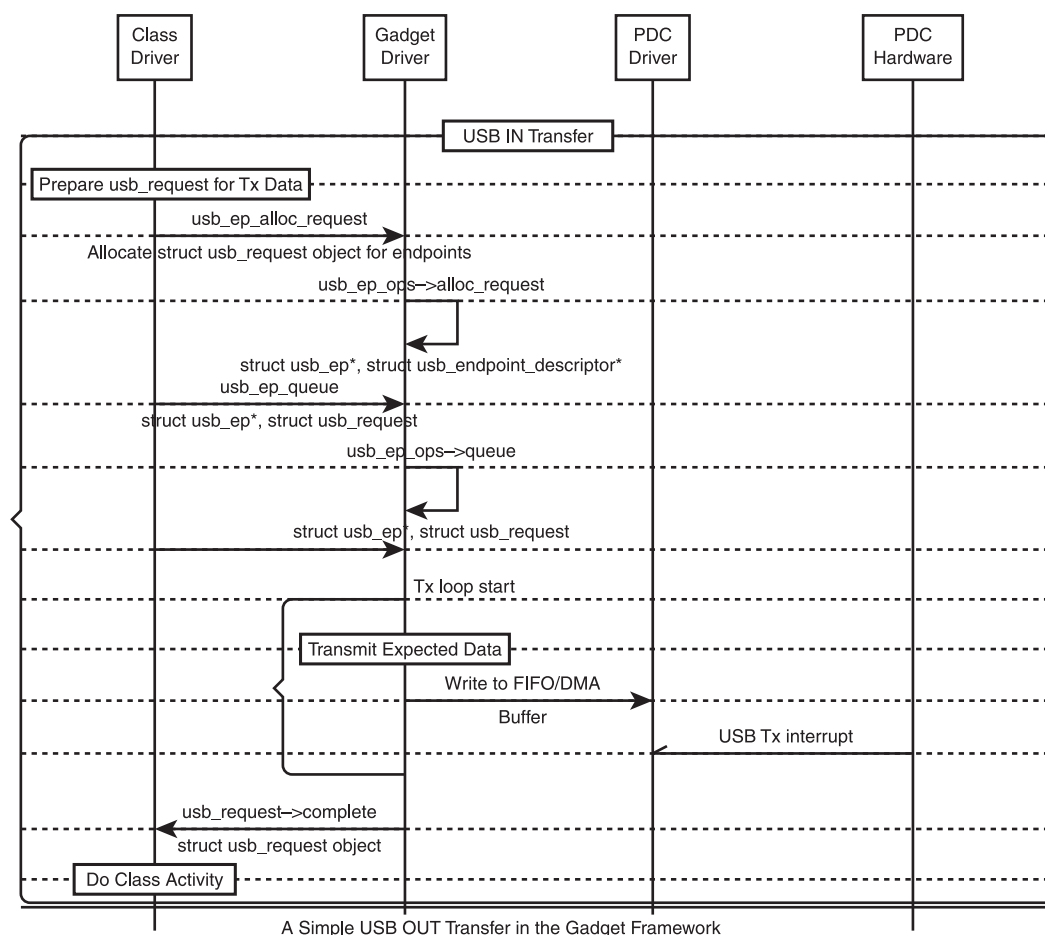 Class
Driver
Gadget
Driver
PDC
Driver
PDC
Hardware
USB IN Transfer
Prepare usb_request for Tx Data
usb_ep_alloc_request
Allocate struct usb_request object for endpoints
usb_ep_ops–>alloc_request
struct usb_ep*, struct usb_endpoint_descriptor*
usb_ep_queue
struct usb_ep*, struct usb_request
usb_ep_ops–>queue
struct usb_ep*, struct usb_request
Tx loop start
Transmit Expected Data
Write to FIFO/DMA
Buffer
USB Tx interrupt
usb_request–>complete
struct usb_request object
Do Class Activity
A Simple USB OUT Transfer in the Gadget Framework